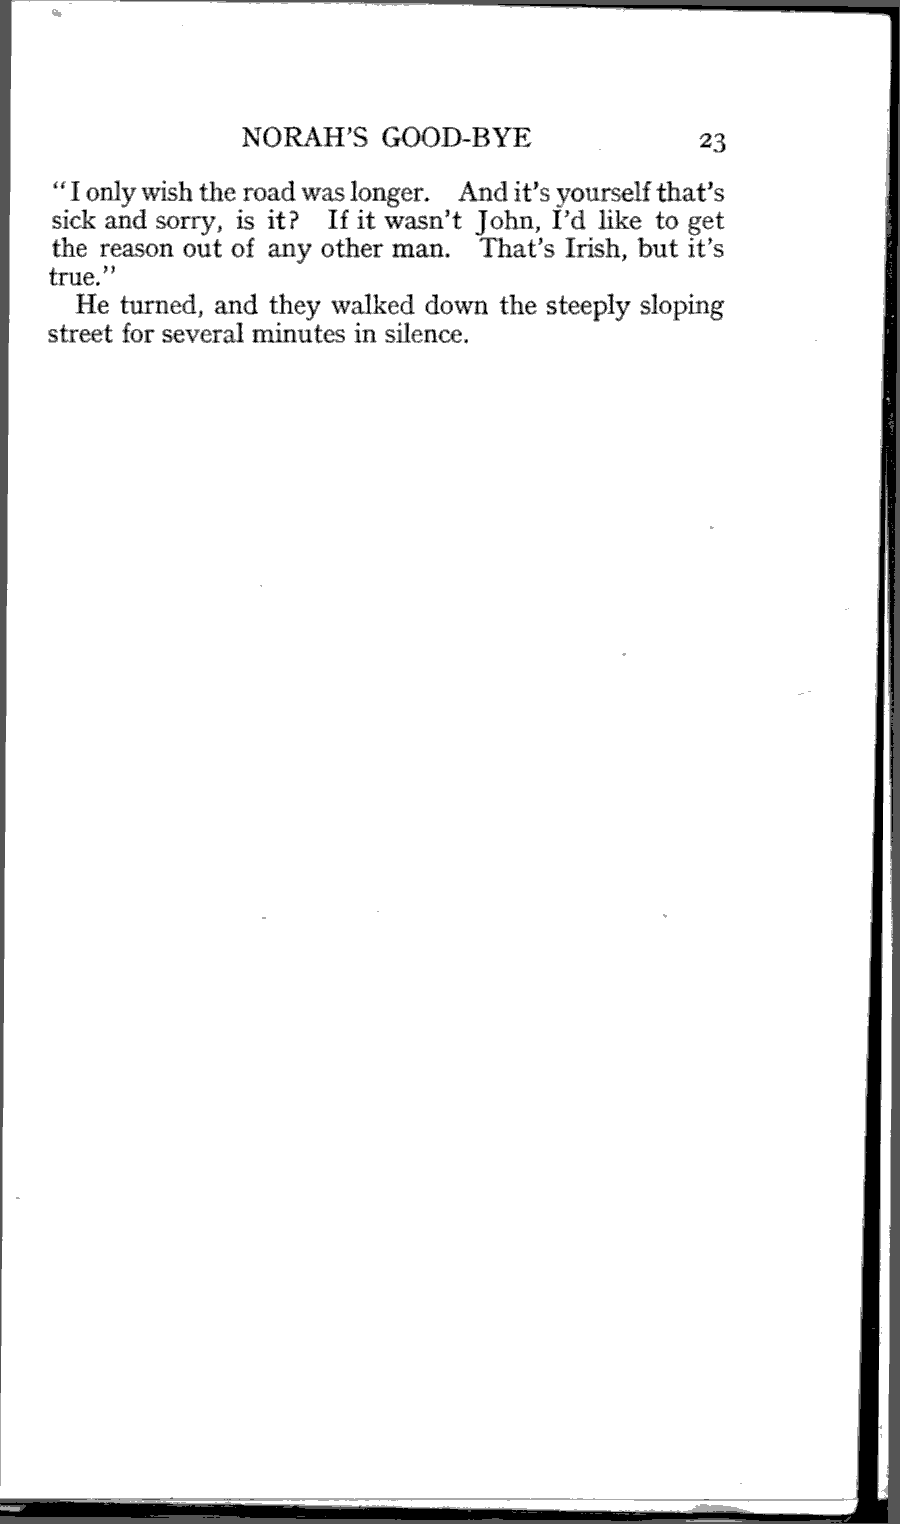 NORAH'S GOOD-BYE 23
"I only wish the road was longer. And it's yourself that's
sick and sorry, is it? If it wasn't John, I'd like to get
the reason out of any other man. That's Irish, but it's
true."
He turned, and they walked down the steeply sloping
street for several minutes in silence.